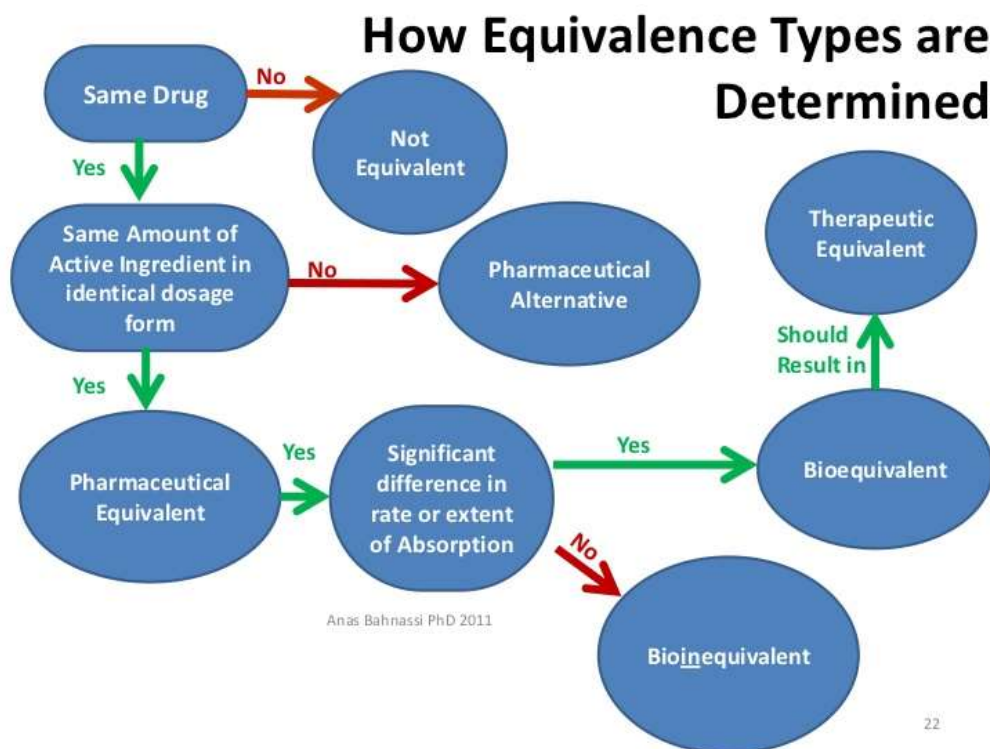 How Equivalence Types are
Determined
Same Drug
No
Not
Equivalent
Yes
Same Amount of
Active Ingredient in
identical dosage
form
No
Pharmaceutical
Alternative
Therapeutic
Equivalent
Should
Result in
Yes
Pharmaceutical
Equivalent
Yes
Significant
difference in
rate or extent
of Absorption
Yes
Bioequivalent
No
Bioinequivalent
Anas Bahnassi PhD 2011
22